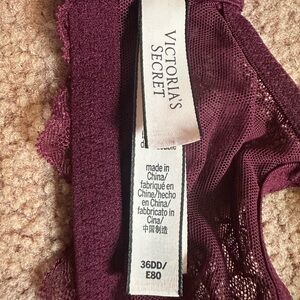 VICTORIA'S
SECRET
made in
China/
fabriqué en
Chine/hecho
en China/
fabbricato in
Cina/
中国制造
36DD/
E80